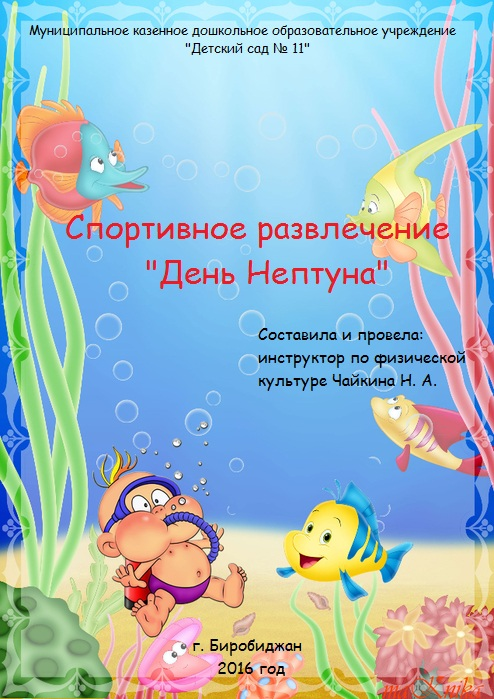 Муниципальное казенное дошкольное образовательное учреждение
"Детский сад № 11"
Спортивное развлечение
"День Нептуна"
Составила и провела:
инструктор по физической
культуре Чайкина Н. А.
г. Биробиджан
2016 год